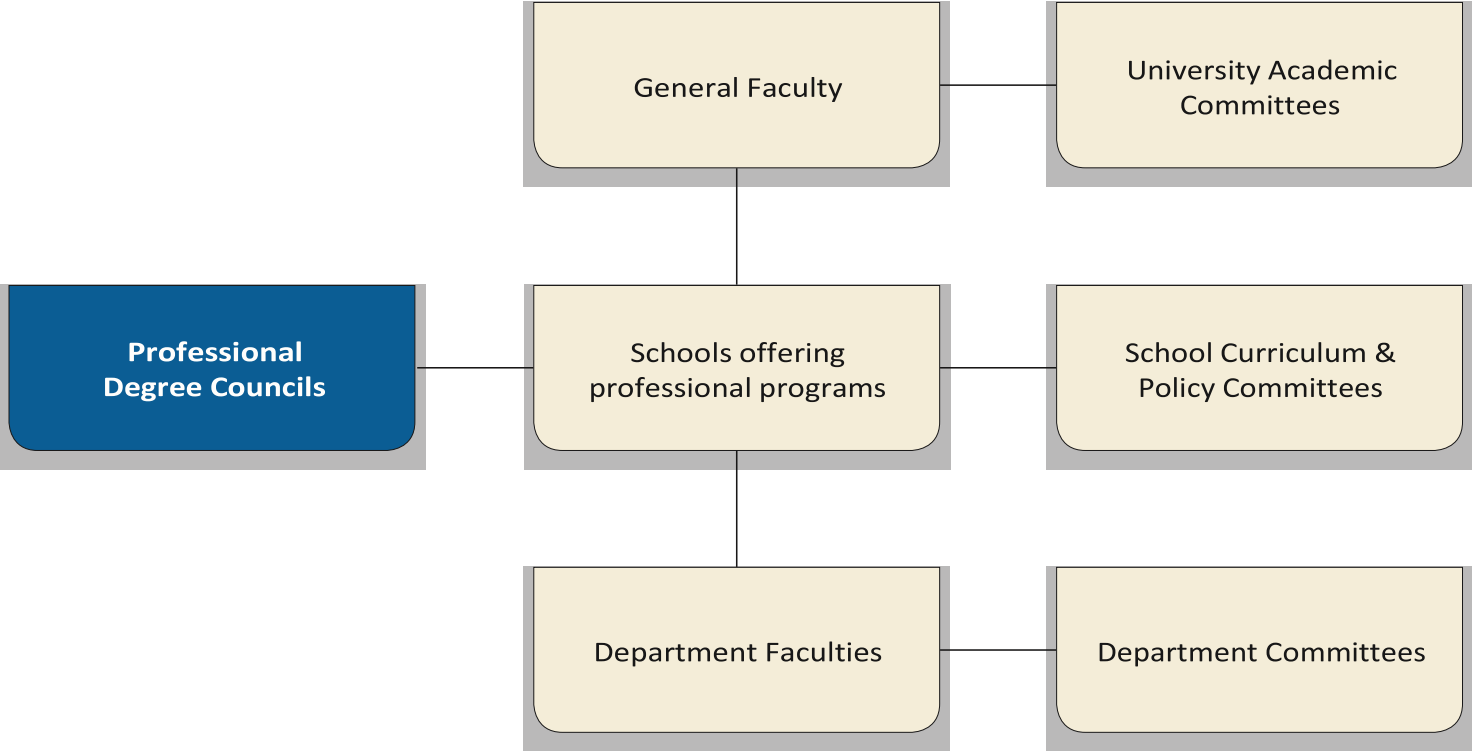 General Faculty
University Academic
Committees
Professional
Degree Councils
Schools offering
professional programs
School Curriculum &
Policy Committees
Department Faculties
Department Committees